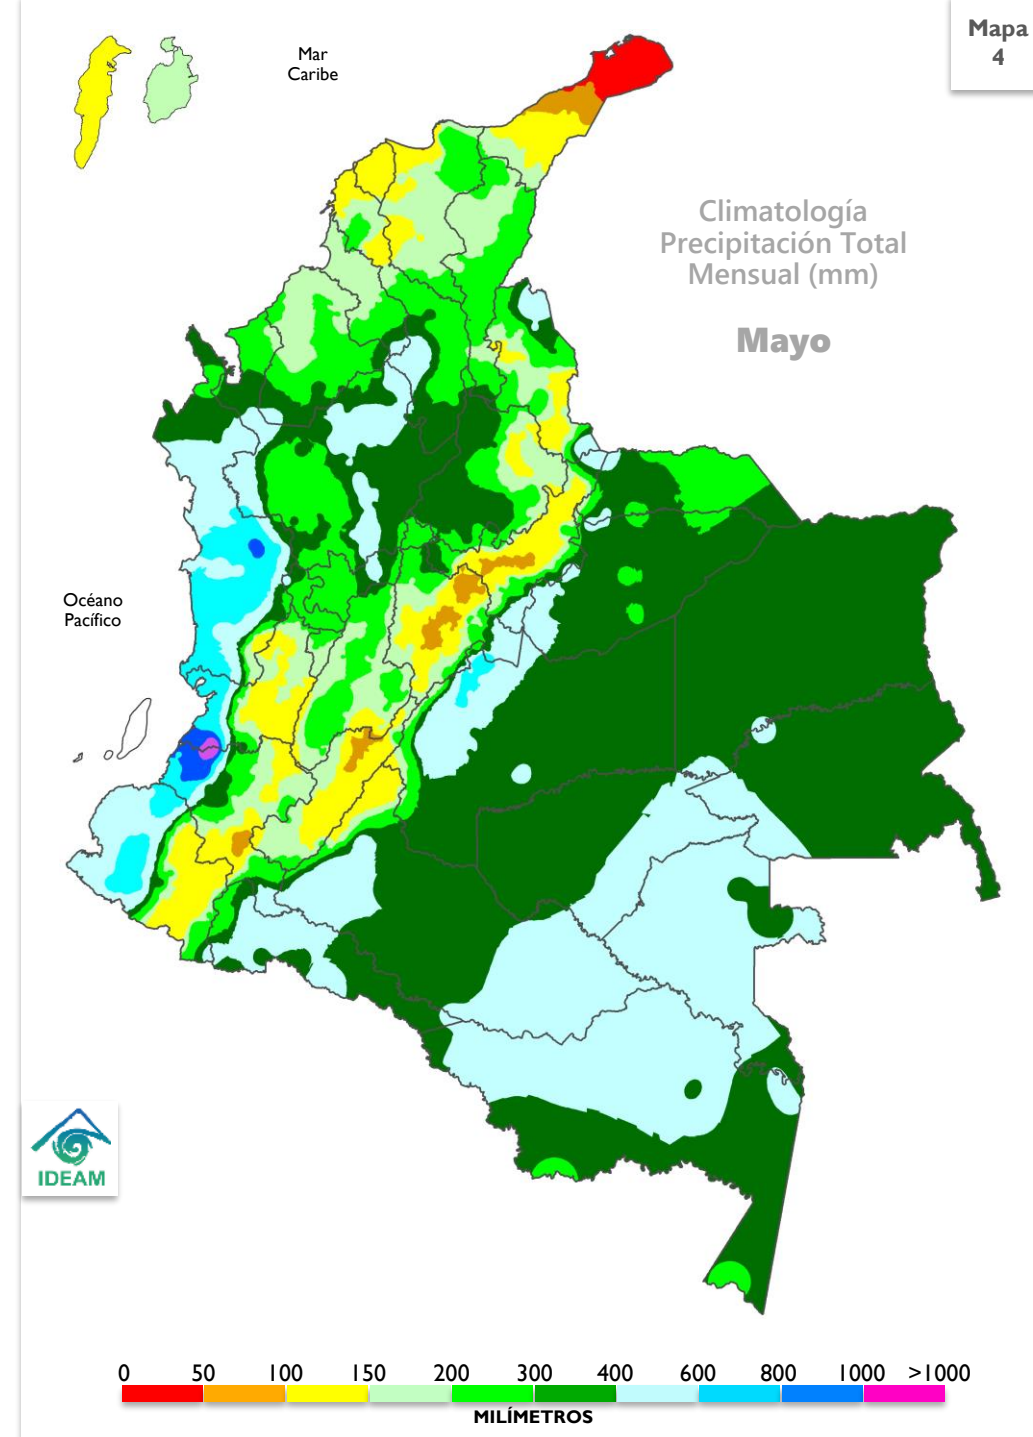 Mapa
4
Mar
Caribe
Climatología
Precipitación Total
Mensual (mm)
Mayo
Océano
Pacífico
IDEAM
0 50 100 150 200 300 400 600 800 1000 >1000
MILÍMETROS